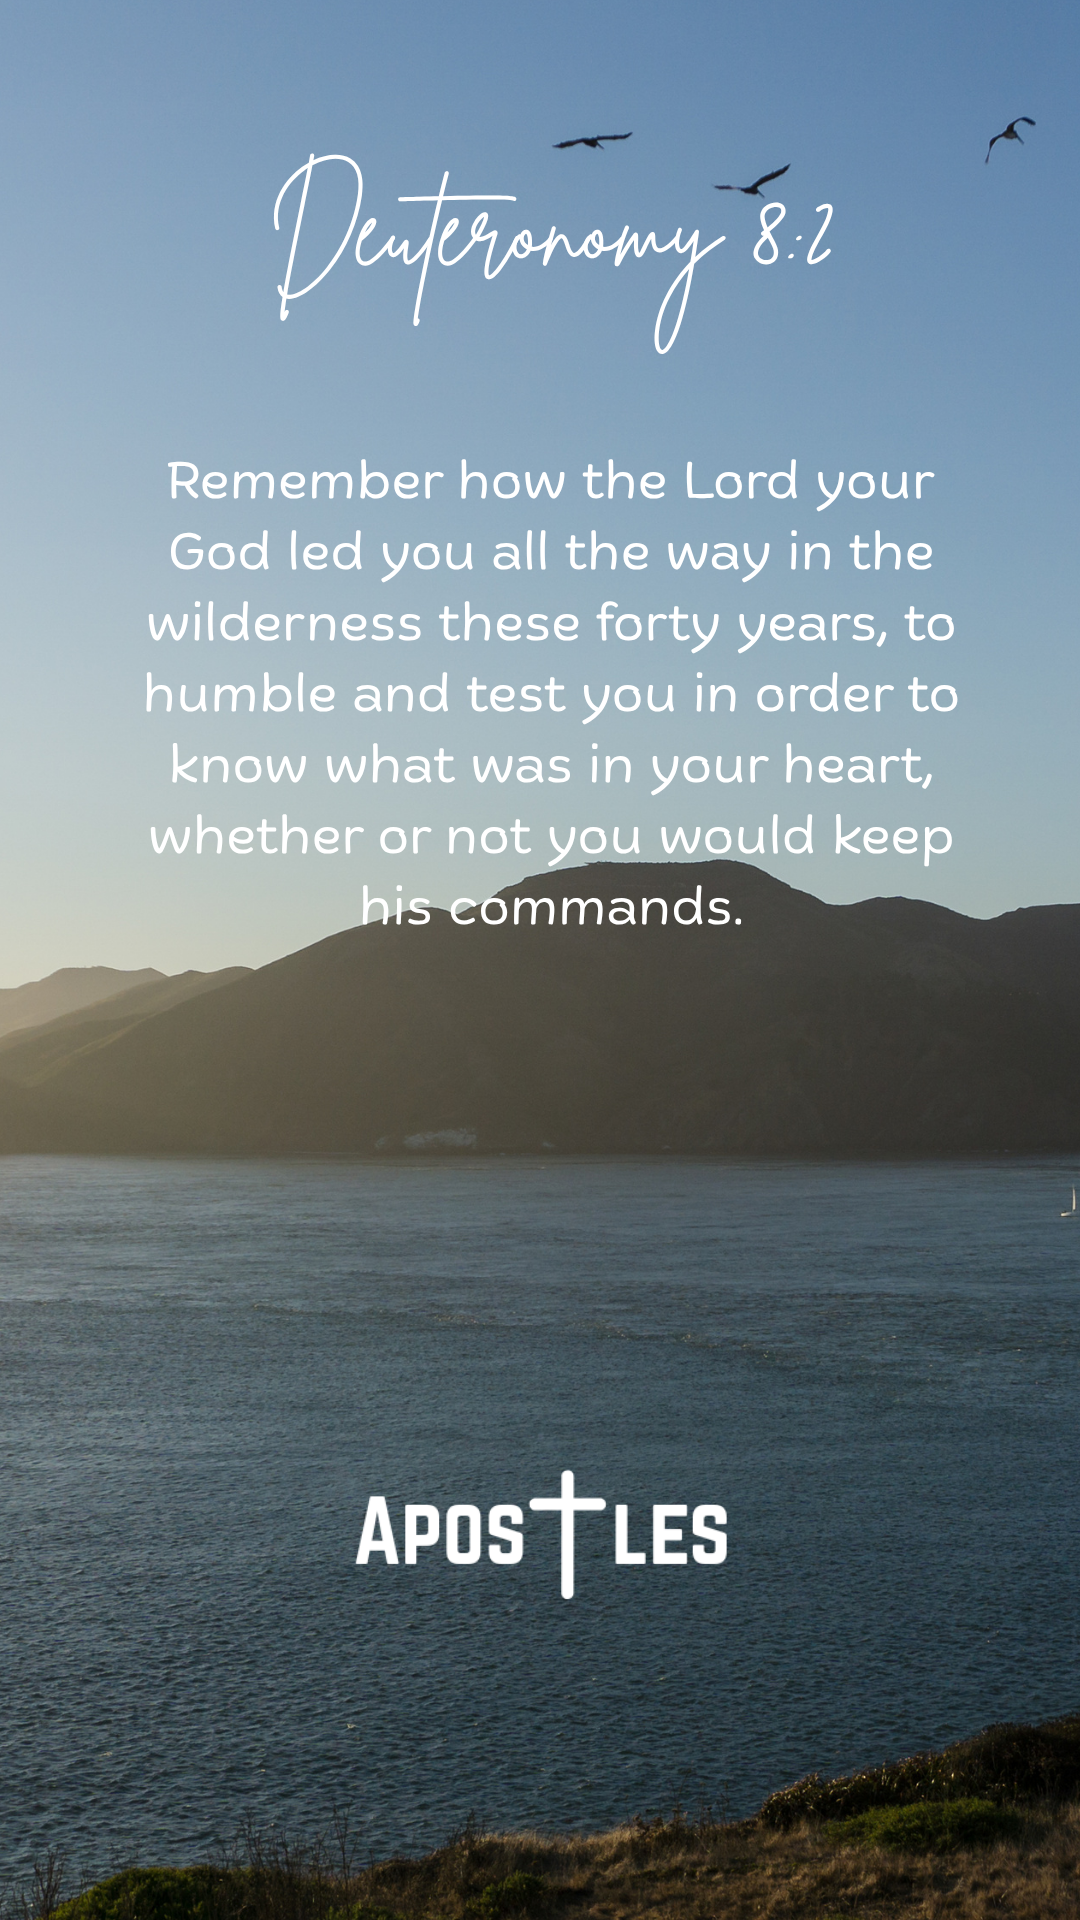 Deuteronomy 8:2
Remember how the Lord your
God led you all the way in the
wilderness these forty years, to
humble and test you in order to
know what was in your heart,
whether or not you would keep
his commands.
APOSTLES